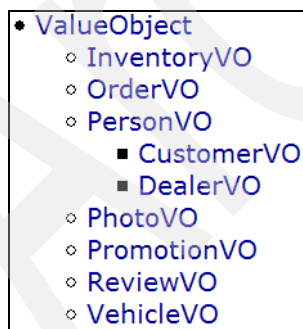 ValueObject
InventoryVO
OrderVO
PersonVO
CustomerVO
DealerVO
PhotoVO
PromotionVO
ReviewVO
VehicleVO